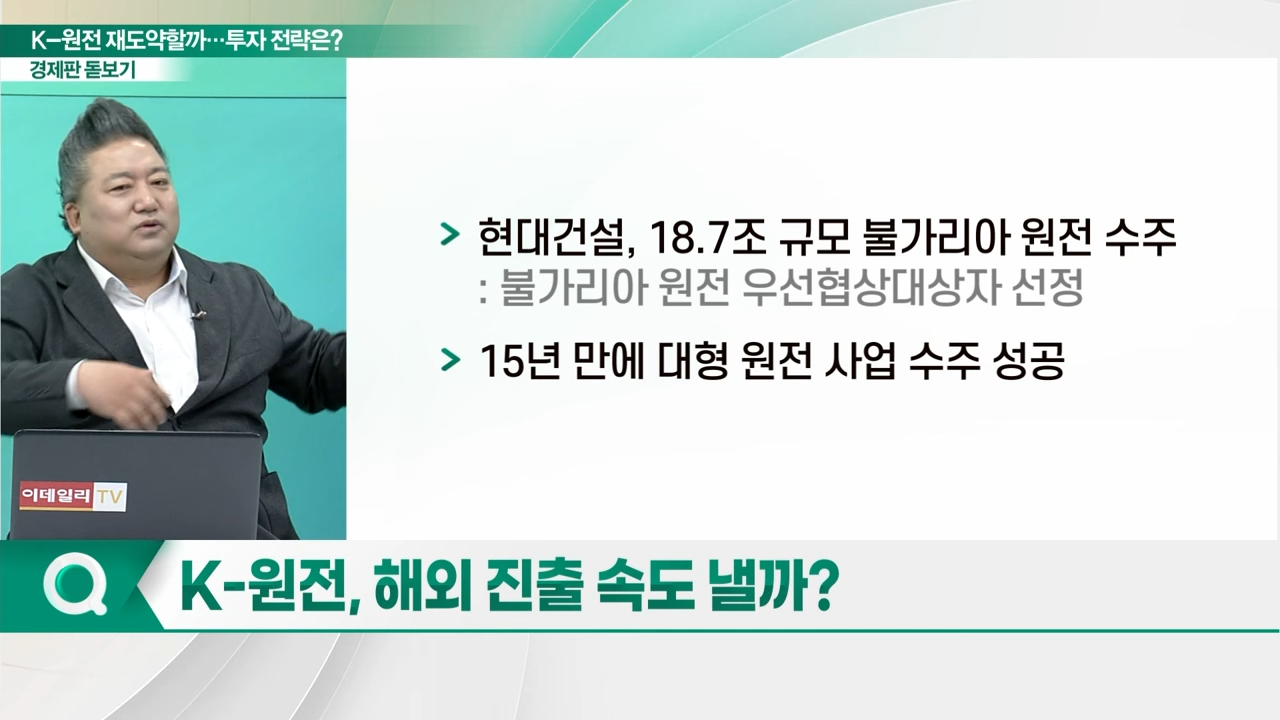 K-원전 재도약할까…투자 전략은?
경제판 돋보기
> 현대건설, 18.7조 규모 불가리아 원전 수주
: 불가리아 원전 우선협상대상자 선정
> 15년 만에 대형 원전 사업 수주 성공
이데일리 TV
K-원전, 해외 진출 속도 낼까?